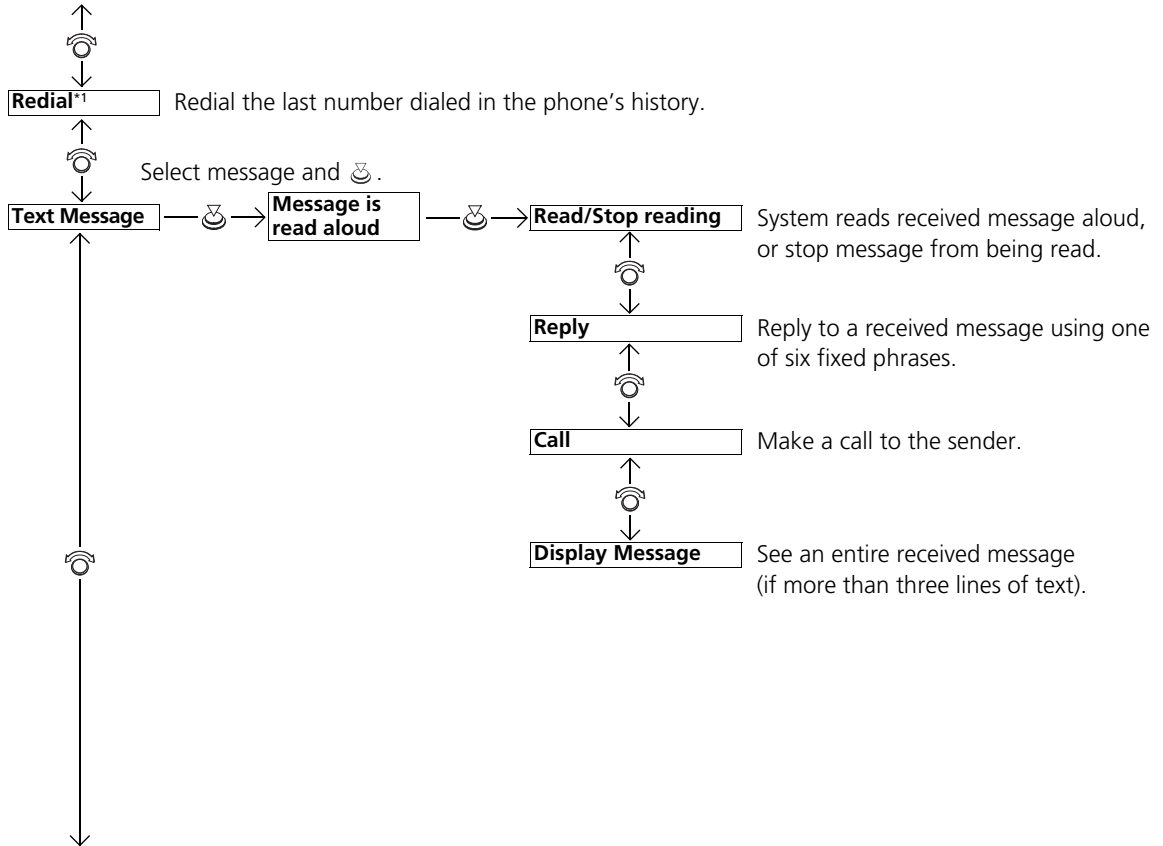 Redial*1
Redial the last number dialed in the phone's history.
Select message and .
Text Message
Message is
read aloud
Read/Stop reading
System reads received message aloud,
or stop message from being read.
Reply
Reply to a received message using one
of six fixed phrases.
Call
Make a call to the sender.
Display Message
See an entire received message
(if more than three lines of text).